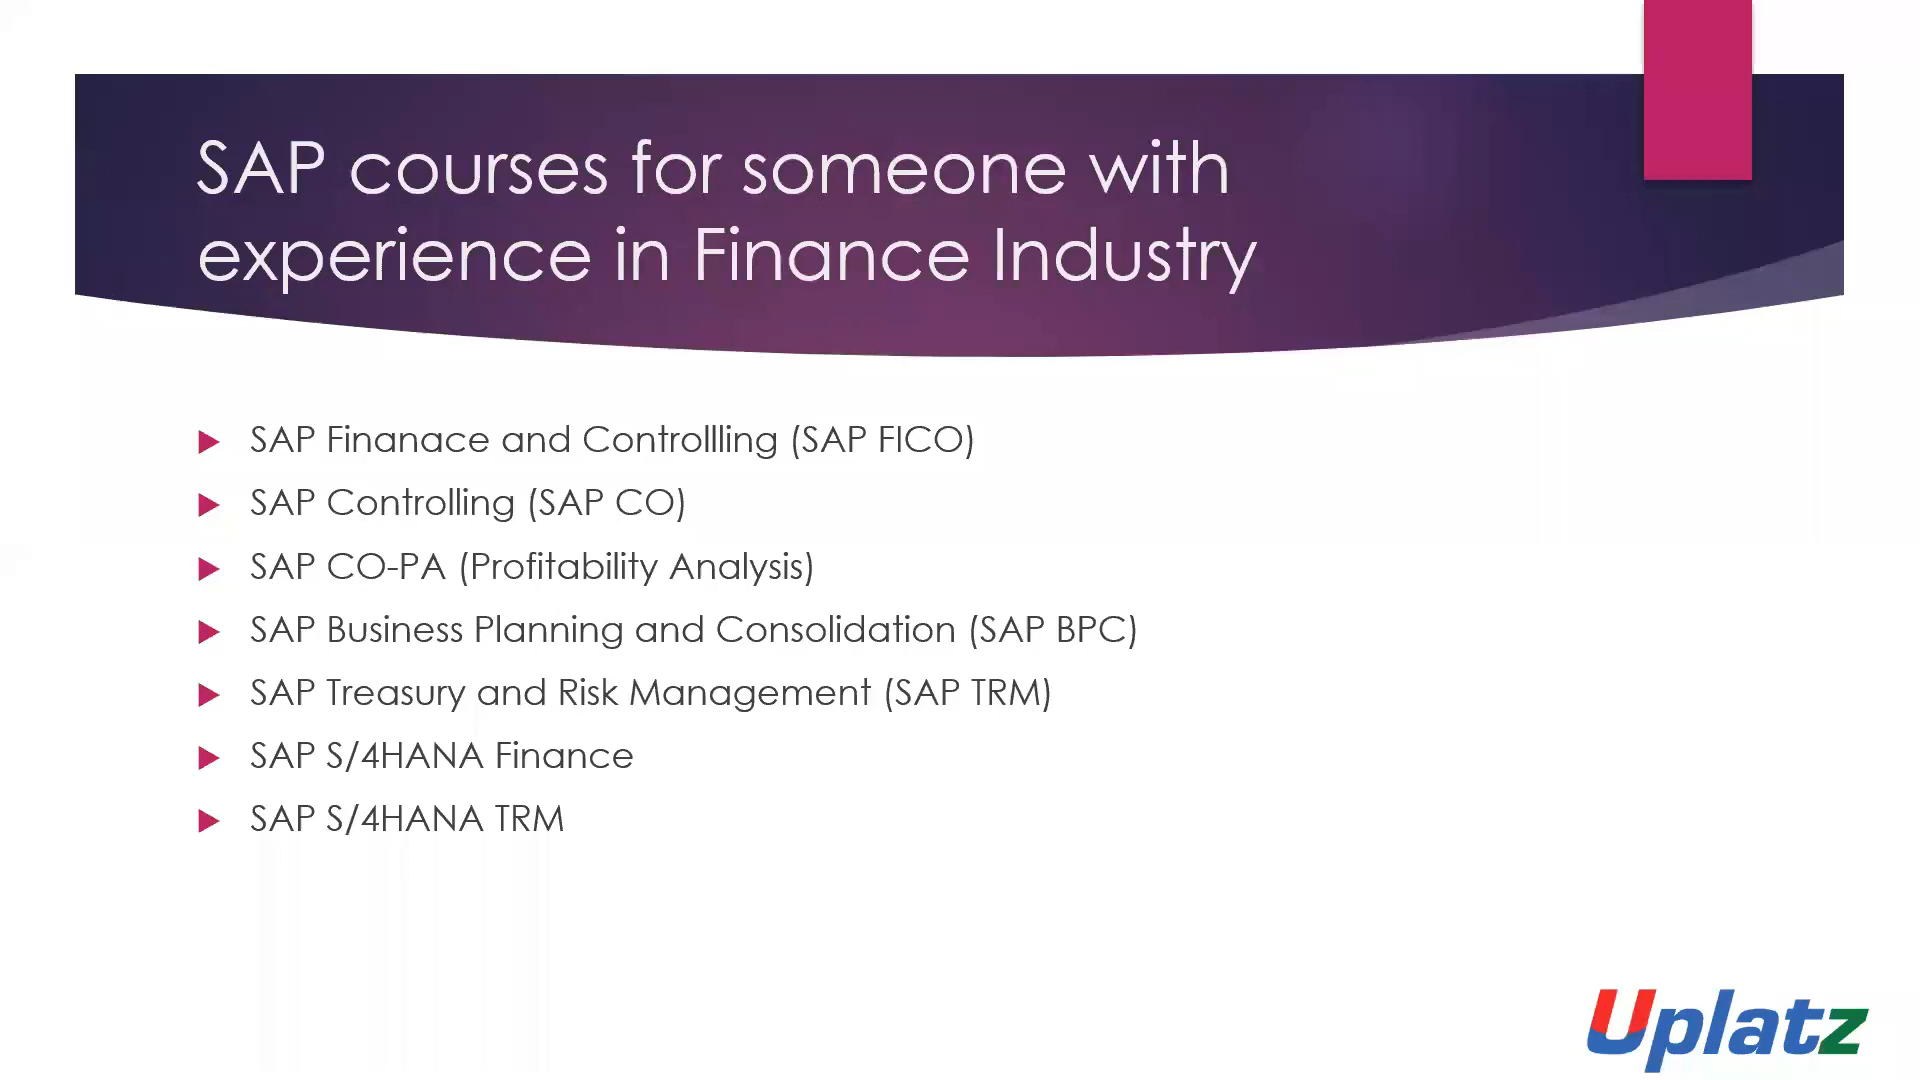 SAP courses for someone with
experience in Finance Industry
SAP Finanace and Controllling (SAP FICO)
SAP Controlling (SAP CO)
SAP CO-PA (Profitability Analysis)
SAP Business Planning and Consolidation (SAP BPC)
SAP Treasury and Risk Management (SAP TRM)
SAP S/4HANA Finance
SAP S/4HANA TRM
Uplatz